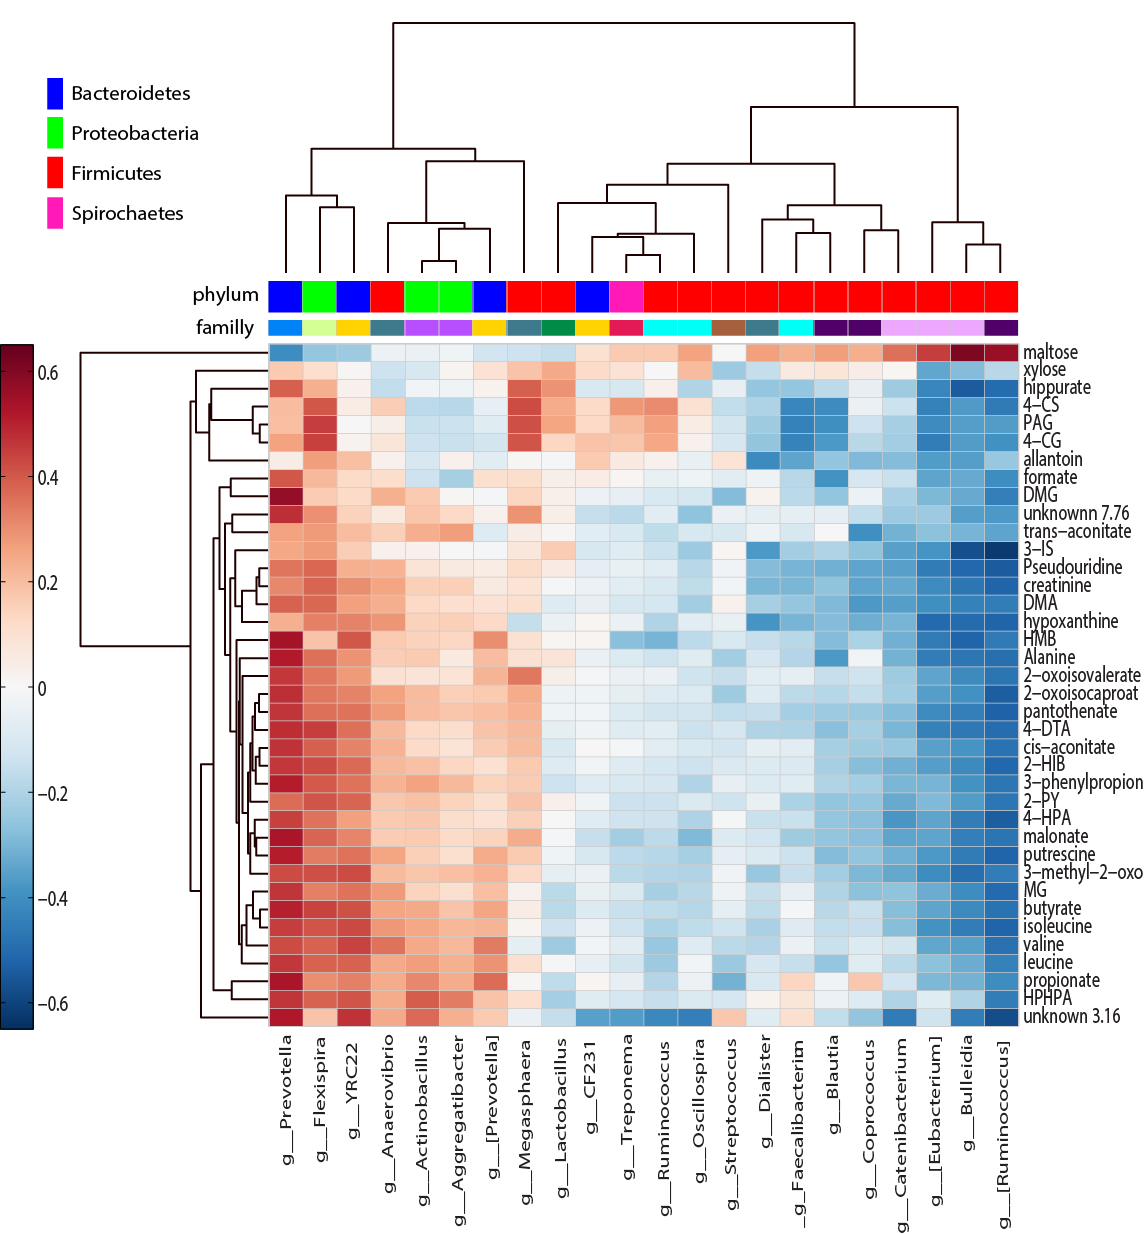 Bacteroidetes
Proteobacteria
Firmicutes
Spirochaetes
phylum
familly
0.6
0.4
0.2
0
−0.2
−0.4
−0.6
maltose
xylose
hippurate
4−CS
PAG
4−CG
allantoin
formate
DMG
unknownn 7.76
trans−aconitate
3−IS
Pseudouridine
creatinine
DMA
hypoxanthine
HMB
Alanine
2−oxoisovalerate
2−oxoisocaproat
pantothenate
4−DTA
cis−aconitate
2−HIB
3−phenylpropion
2−PY
4−HPA
malonate
putrescine
3−methyl−2−oxo
MG
butyrate
isoleucine
valine
leucine
propionate
HPHPA
unknown 3.16
g__Prevotella
g__Flexispira
g__YRC22
g__Anaerovibrio
g__Actinobacillus
g__Aggregatibacter
g__[Prevotella]
g__Megasphaera
g__Lactobacillus
g__CF231
g__Treponema
g__Ruminococcus
g__Oscillospira
g__Streptococcus
g__Dialister
_g_Faecalibacterim
g__Blautia
g__Coprococcus
g__Catenibacterium
g__[Eubacterium]
g__Bulleidia
g__[Ruminococcus]